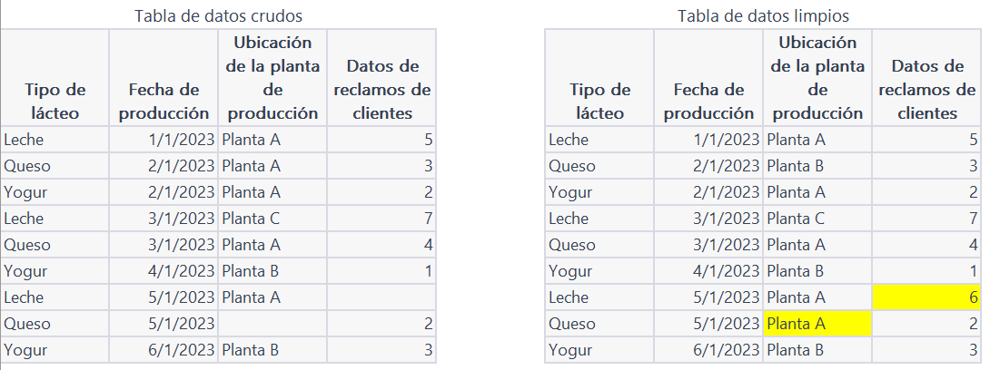 Tabla de datos crudos
Tipo de lácteo | Fecha de producción | Ubicación de la planta de producción | Datos de reclamos de clientes
Leche 1/1/2023 Planta A 5
Queso 2/1/2023 Planta A 3
Yogur 2/1/2023 Planta A 2
Leche 3/1/2023 Planta C 7
Queso 3/1/2023 Planta A 4
Yogur 4/1/2023 Planta B 1
Leche 5/1/2023 Planta A
Queso 5/1/2023 2
Yogur 6/1/2023 Planta B 3
Tabla de datos limpios
Tipo de lácteo | Fecha de producción | Ubicación de la planta de producción | Datos de reclamos de clientes
Leche 1/1/2023 Planta A 5
Queso 2/1/2023 Planta B 3
Yogur 2/1/2023 Planta A 2
Leche 3/1/2023 Planta C 7
Queso 3/1/2023 Planta A 4
Yogur 4/1/2023 Planta B 1
Leche 5/1/2023 Planta A 6
Queso 5/1/2023 Planta A 2
Yogur 6/1/2023 Planta B 3